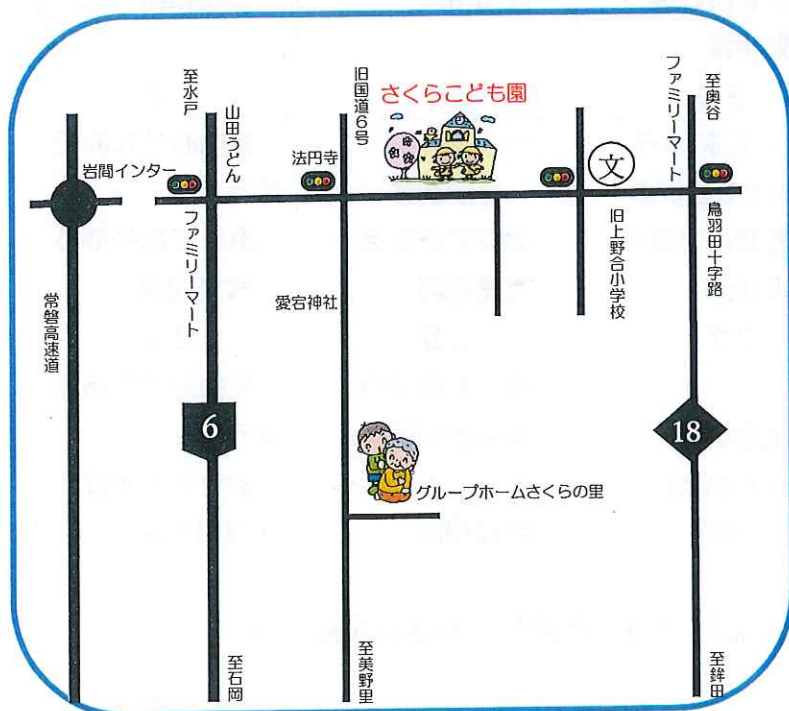 至水戸
山田うどん
旧国道6号
さくらこども園
ファミリーマート
至奥谷
岩間インター
法円寺
文
ファミリーマート
旧上野合小学校
鳥羽田十字路
愛宕神社
常磐高速道
6
18
グループホームさくらの里
至石岡
至美野里
至鉾田